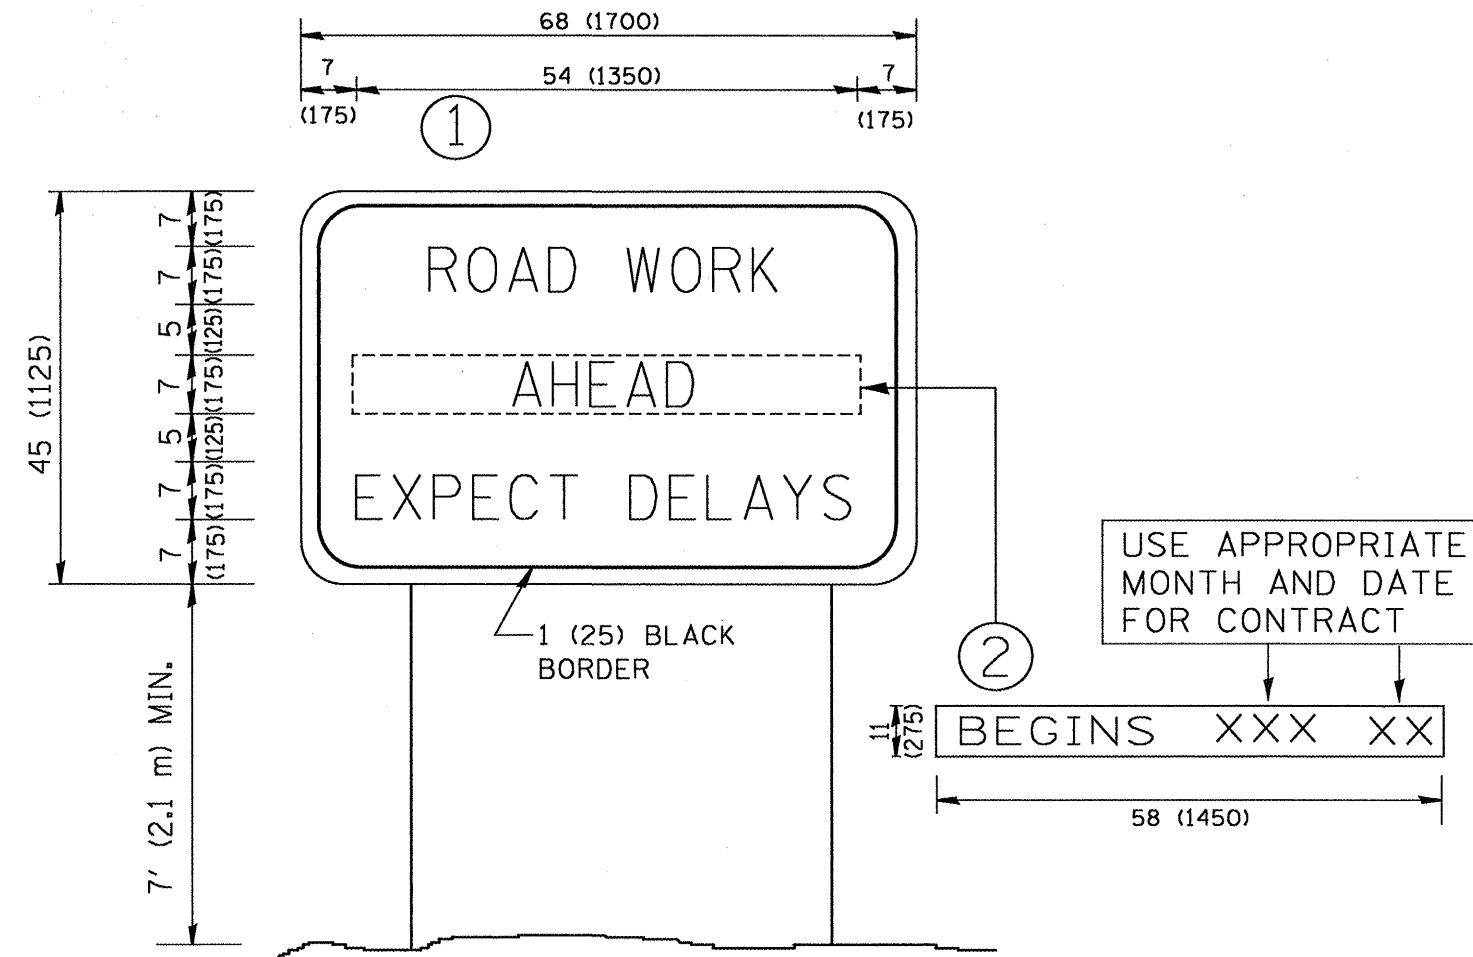 68 (1700)
7
54 (1350)
7
(175)
(175)
1
45 (1125)
7
(175)
7
(175)
5
(125)
7
(175)
5
(125)
7
(175)
7
(175)
ROAD WORK
AHEAD
EXPECT DELAYS
1 (25) BLACK
BORDER
7' (2.1 m) MIN.
2
USE APPROPRIATE
MONTH AND DATE
FOR CONTRACT
11
(275)
BEGINS XXX XX
58 (1450)